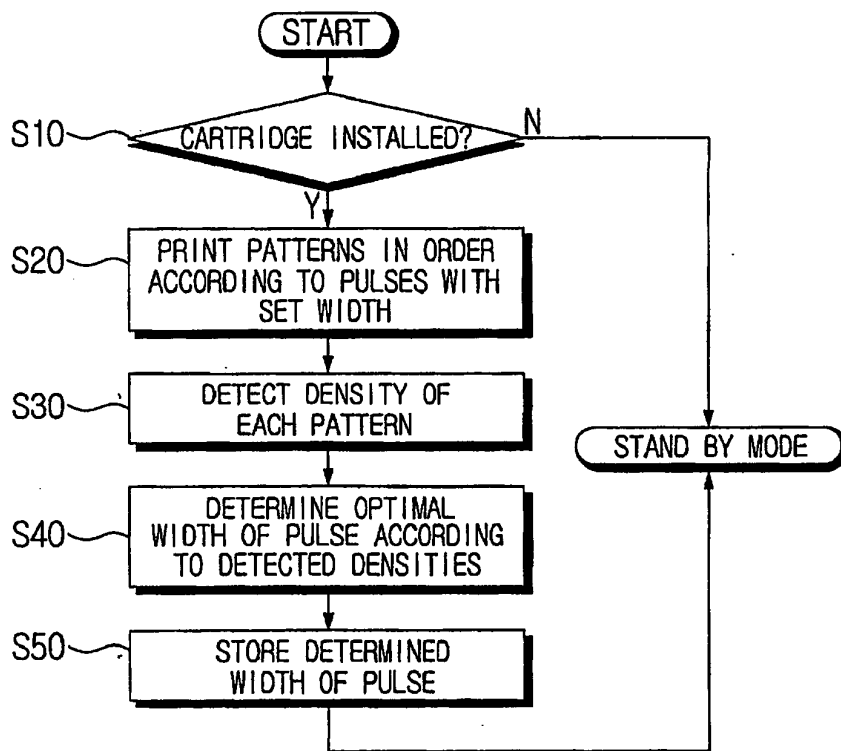 START
S10
CARTRIDGE INSTALLED?
N
Y
S20
PRINT PATTERNS IN ORDER
ACCORDING TO PULSES WITH
SET WIDTH
S30
DETECT DENSITY OF
EACH PATTERN
STAND BY MODE
S40
DETERMINE OPTIMAL
WIDTH OF PULSE ACCORDING
TO DETECTED DENSITIES
S50
STORE DETERMINED
WIDTH OF PULSE